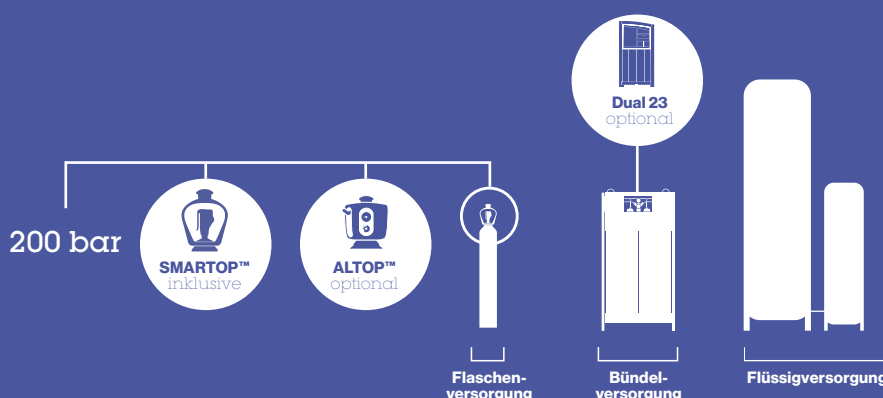 Dual 23
optional
200 bar
SMARTOP™
inklusive
ALTOP™
optional
Flaschen-
versorgung
Bündel-
versorgung
Flüssigversorgung